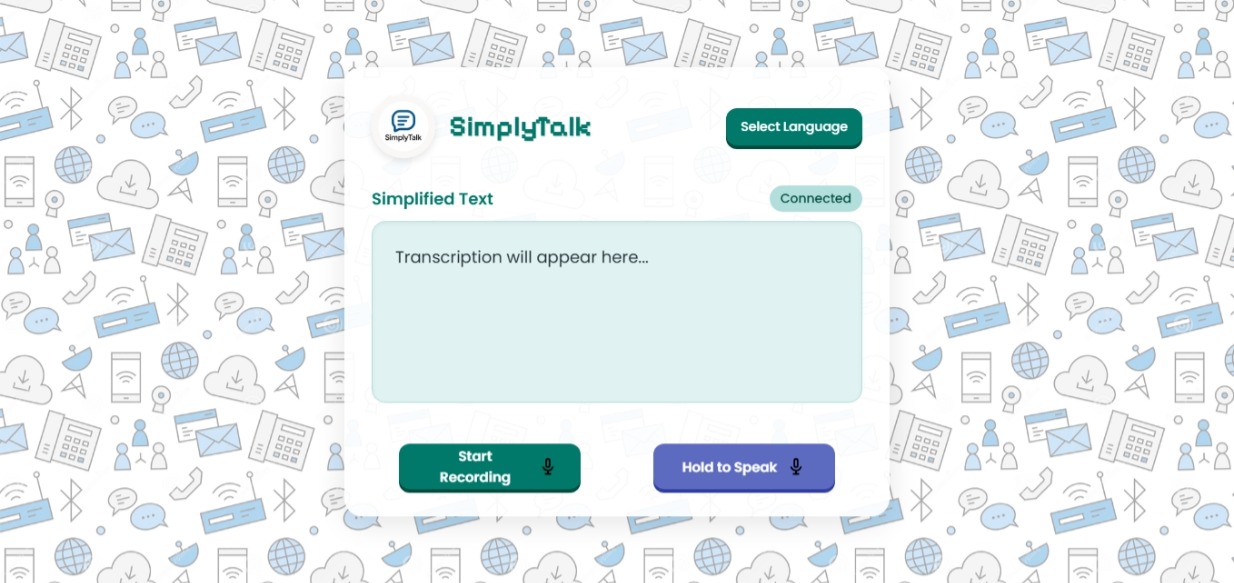 SimplyTalk
SimplyTalk
Select Language
Simplified Text
Connected
Transcription will appear here...
Start
Recording
Hold to Speak